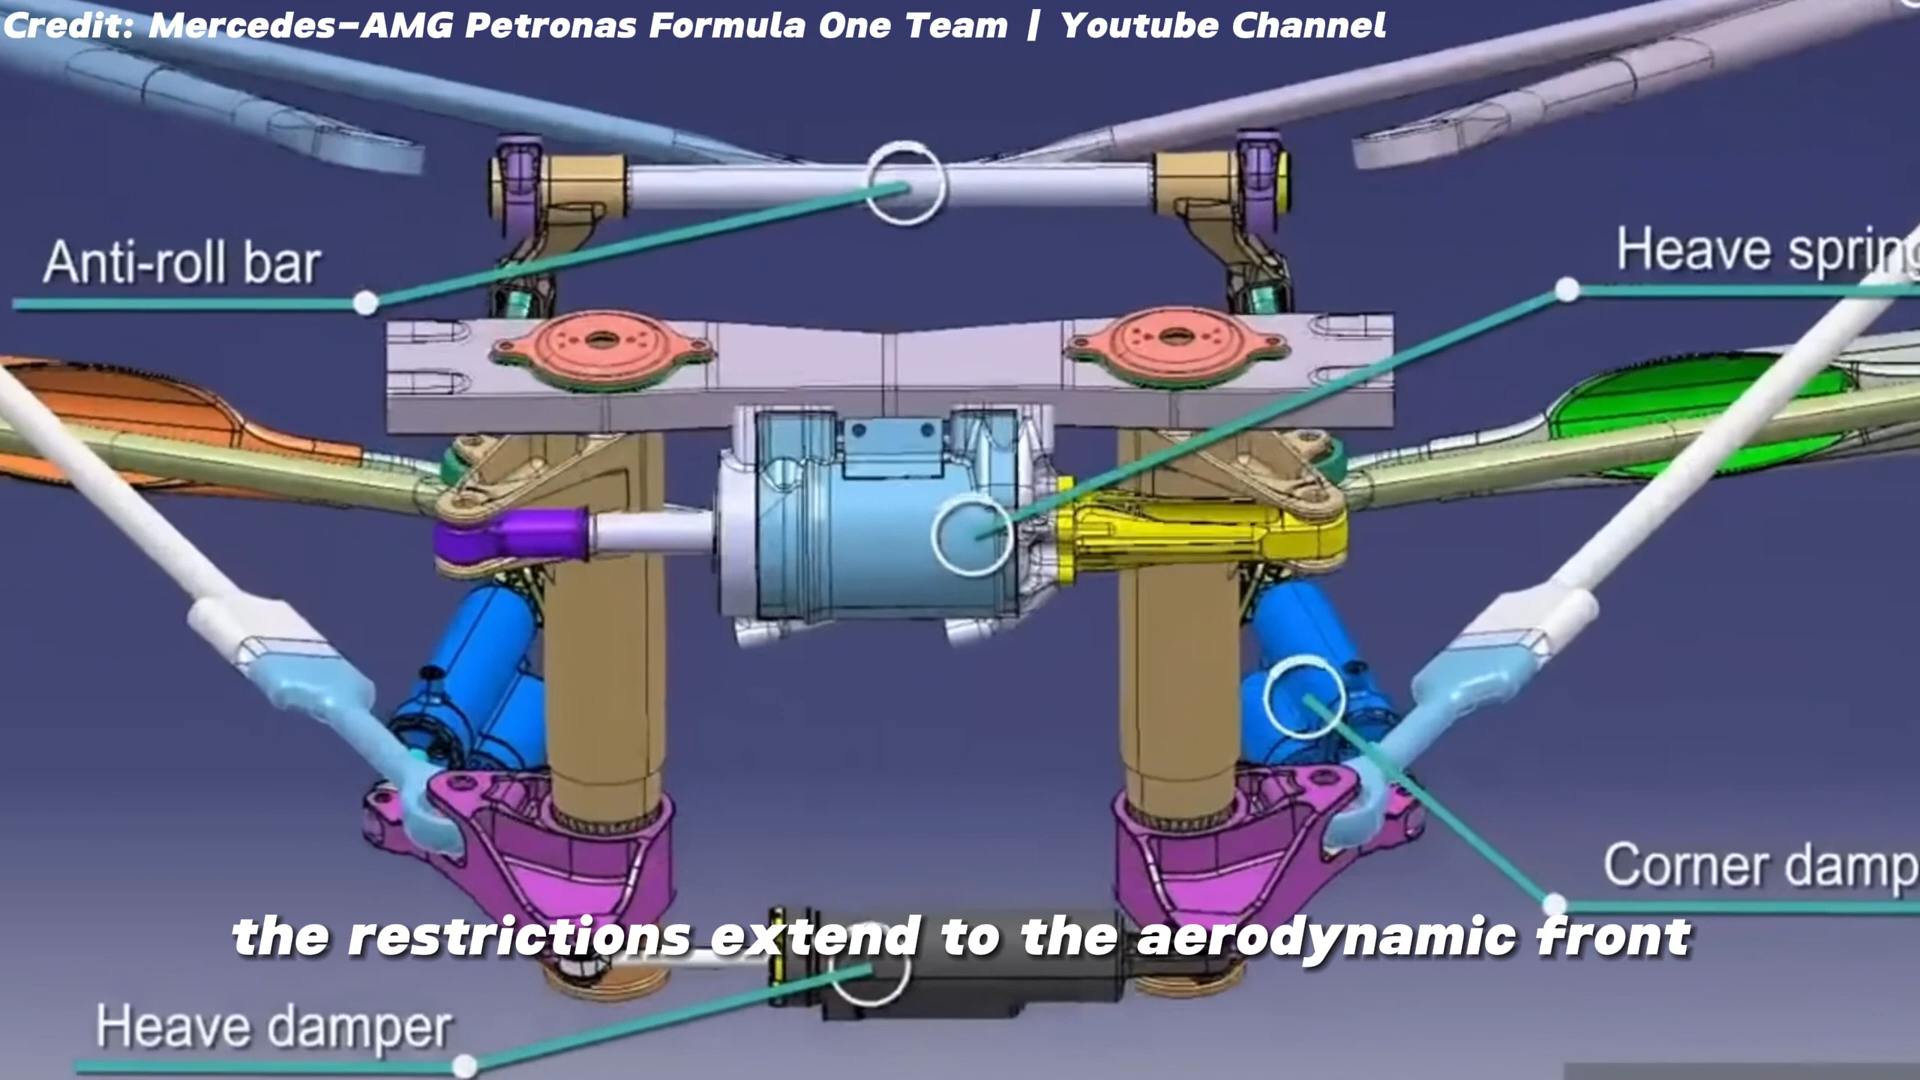 Credit: Mercedes-AMG Petronas Formula One Team | Youtube Channel
Anti-roll bar
Heave spring
Corner damp
the restrictions extend to the aerodynamic front
Heave damper